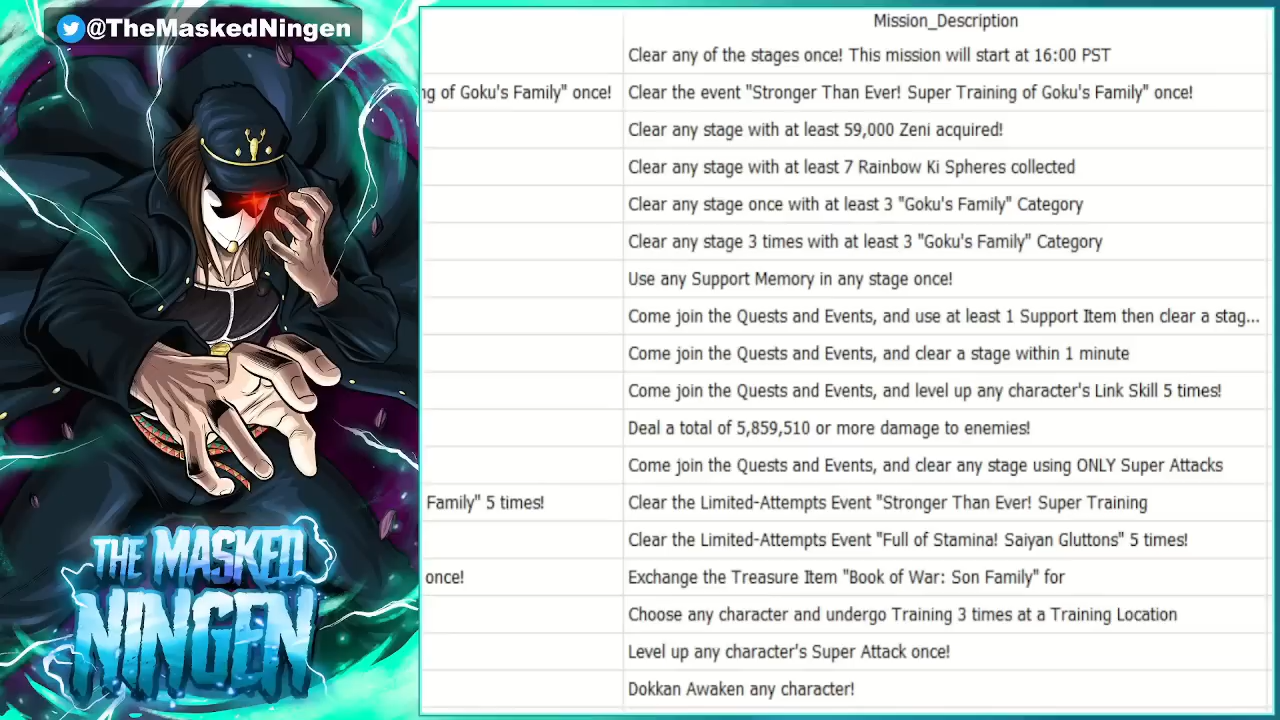 @TheMaskedNingen
THE MASKED
NINGEN
Mission_Description
Clear any of the stages once! This mission will start at 16:00 PST
ng of Goku's Family" once! Clear the event "Stronger Than Ever! Super Training of Goku's Family" once!
Clear any stage with at least 59,000 Zeni acquired!
Clear any stage with at least 7 Rainbow Ki Spheres collected
Clear any stage once with at least 3 "Goku's Family" Category
Clear any stage 3 times with at least 3 "Goku's Family" Category
Use any Support Memory in any stage once!
Come join the Quests and Events, and use at least 1 Support Item then clear a stag...
Come join the Quests and Events, and clear a stage within 1 minute
Come join the Quests and Events, and level up any character's Link Skill 5 times!
Deal a total of 5,859,510 or more damage to enemies!
Come join the Quests and Events, and clear any stage using ONLY Super Attacks
Family" 5 times! Clear the Limited-Attempts Event "Stronger Than Ever! Super Training
Clear the Limited-Attempts Event "Full of Stamina! Saiyan Gluttons" 5 times!
once! Exchange the Treasure Item "Book of War: Son Family" for
Choose any character and undergo Training 3 times at a Training Location
Level up any character's Super Attack once!
Dokkan Awaken any character!